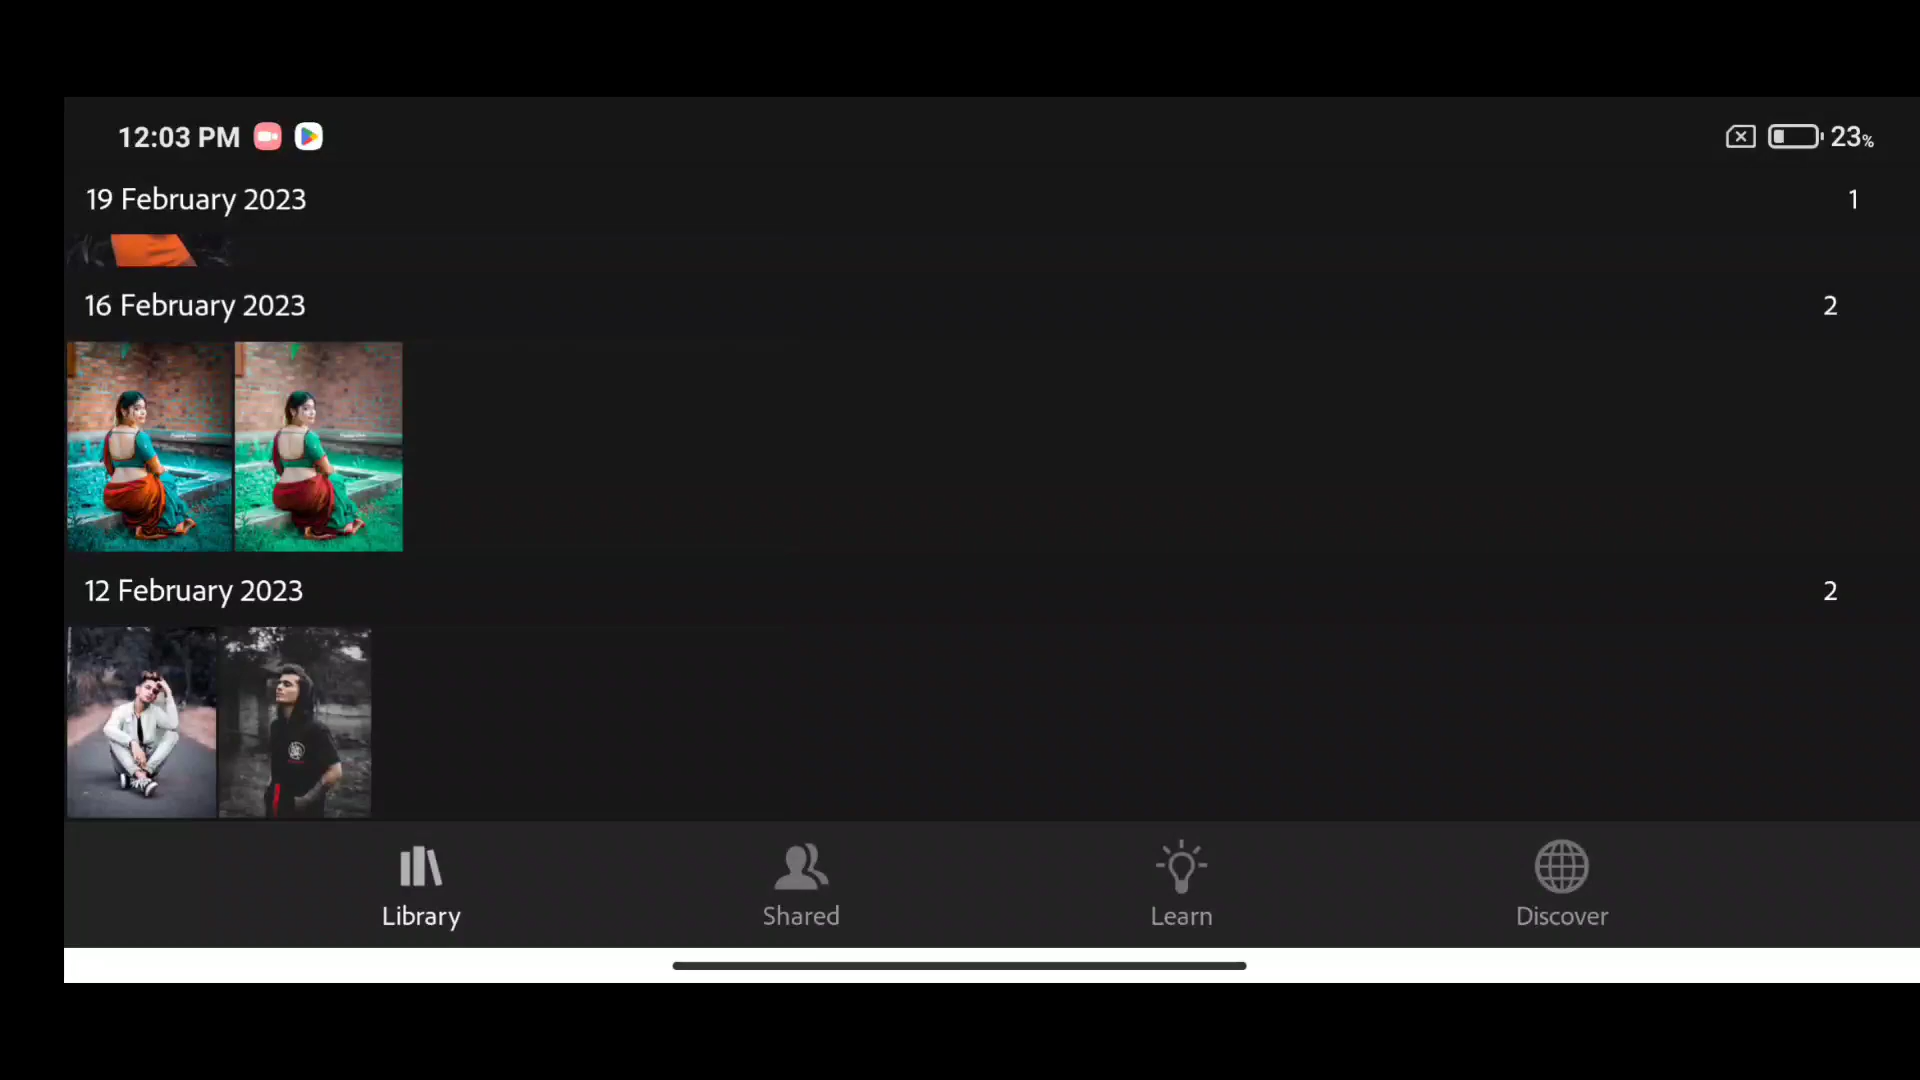 12:03 PM
23%
19 February 2023
1
16 February 2023
2
12 February 2023
2
Library
Shared
Learn
Discover